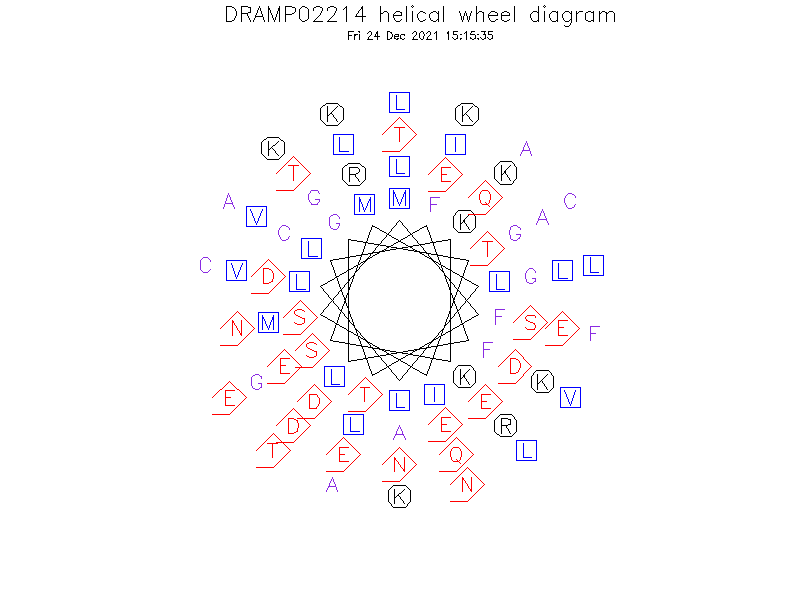 DRAMP02214 helical wheel diagram
Fri 24 Dec 2021 15:15:35
L
K K
T
K L I A
L
T R E K
A G M M F Q C
V G K A
C G
L T
C V D L L G L L
N M S F S E F
S F
E D
G L K K
E D T L I E V
D L A E R
T E N Q L
A K N